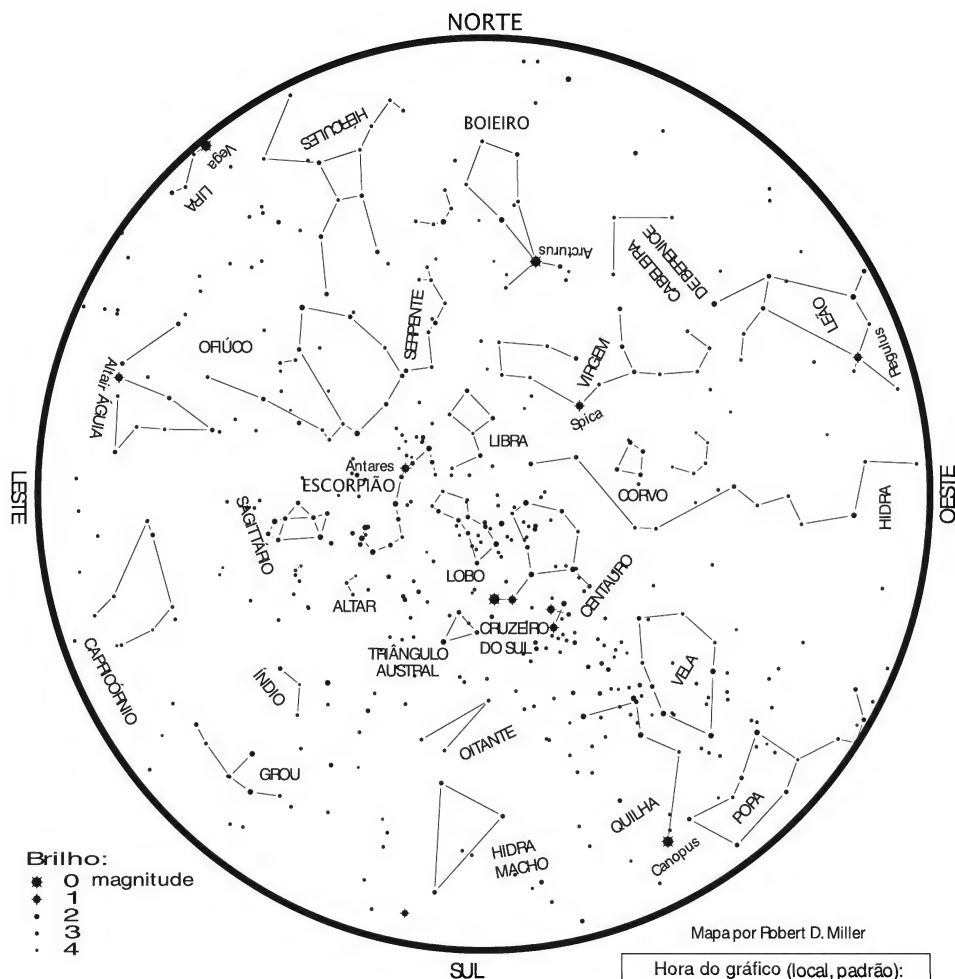 NORTE
HÉRCULES
BOIEIRO
Vega
LIRA
Arcturus
CABELEIRA
DE BERENICE
SERPENTE
LEÃO
OFIÚCO
VIRGEM
Regulus
Altair ÁGUIA
Spica
LIBRA
Antares
ESCORPIÃO
CORVO
LESTE
OESTE
HIDRA
SAGITTÁRIO
LOBO
CENTAURO
ALTAR
CRUZEIRO
DO SUL
TRIÂNGULO
AUSTRAL
CAPRICÓRNIO
ÍNDIO
VELA
OITANTE
GROU
QUILHA
POPA
HIDRA
MACHO
Canopus
Brilho:
0 magnitude
1
2
3
4
Mapa por Robert D. Miller
SUL
Hora do gráfico (local, padrão):